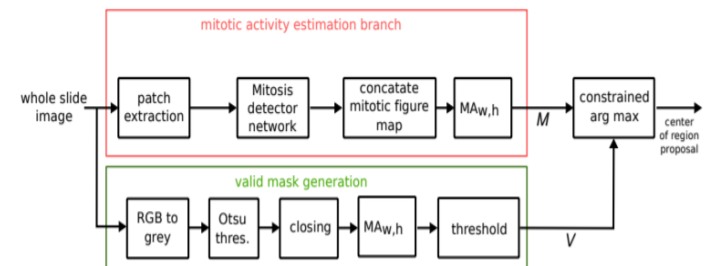 mitotic activity estimation branch
whole slide
image
patch
extraction
Mitosis
detector
network
concatate
mitotic figure
map
MAw,h
M
constrained
arg max
center
of region
proposal
valid mask generation
RGB to
grey
Otsu
thres.
closing
MAw,h
threshold
V